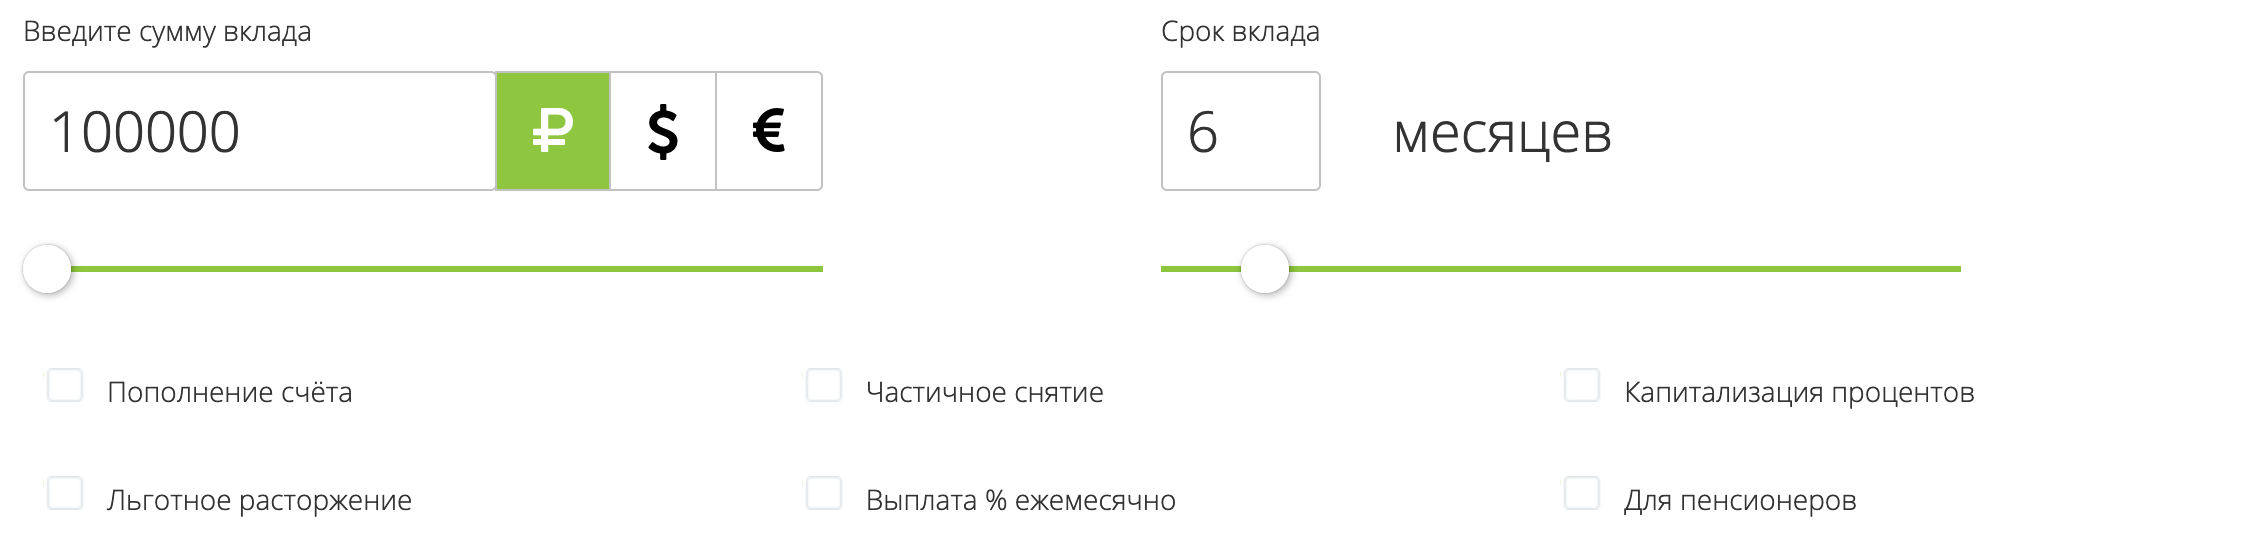 Введите сумму вклада
Срок вклада
100000 ₽ $ €
6 месяцев
Пополнение счёта
Частичное снятие
Капитализация процентов
Льготное расторжение
Выплата % ежемесячно
Для пенсионеров